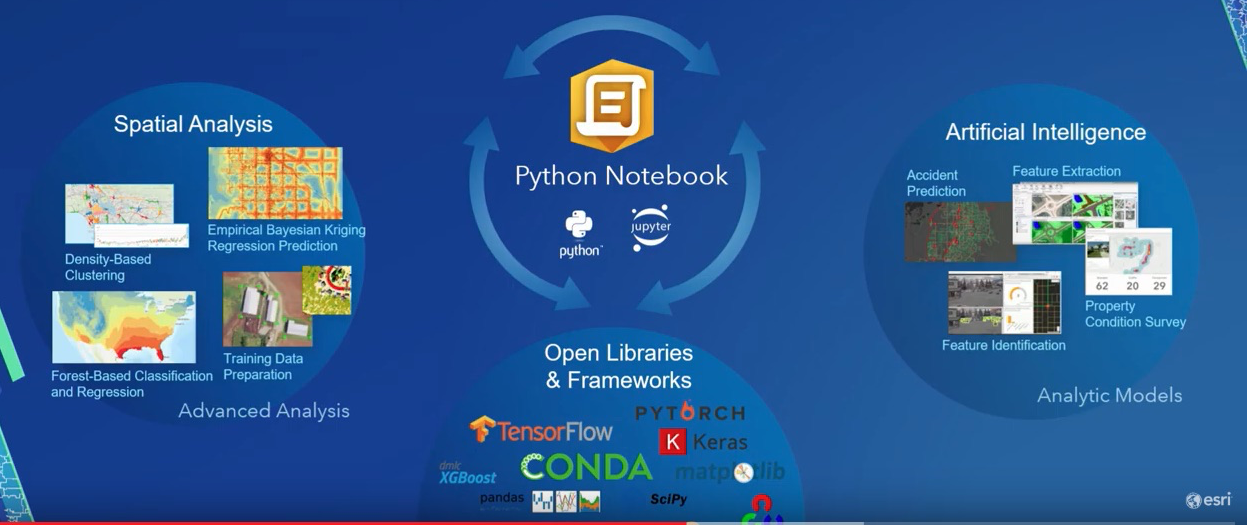 Spatial Analysis
Empirical Bayesian Kriging
Regression Prediction
Density-Based
Clustering
Forest-Based Classification
and Regression
Training Data
Preparation
Advanced Analysis
Python Notebook
python
jupyter
Open Libraries
& Frameworks
PYTORCH
TensorFlow
Keras
dmlc
XGBoost
CONDA
matplotlib
pandas
SciPy
Artificial Intelligence
Accident
Prediction
Feature Extraction
62 20 29
Property
Condition Survey
Feature Identification
Analytic Models
esri